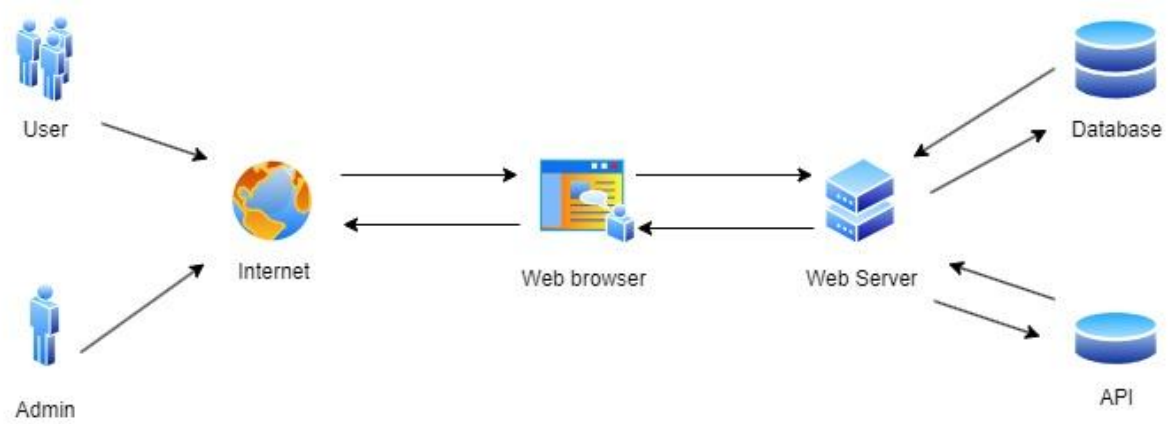 User
Database
Internet
Web browser
Web Server
Admin
API